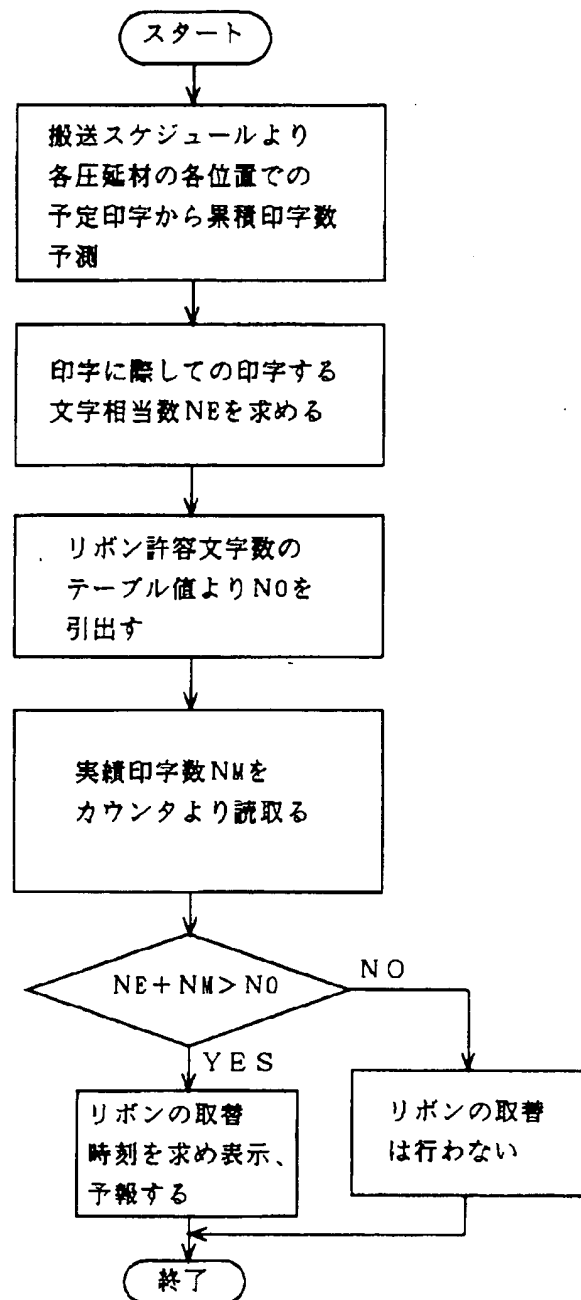 スタート
搬送スケジュールより
各圧延材の各位置での
予定印字から累積印字数
予測
印字に際しての印字する
文字相当数NEを求める
リボン許容文字数の
テーブル値よりN0を
引出す
実績印字数NMを
カウンタより読取る
NE+NM>N0
NO
YES
リボンの取替
時刻を求め表示、
予報する
リボンの取替
は行わない
終了